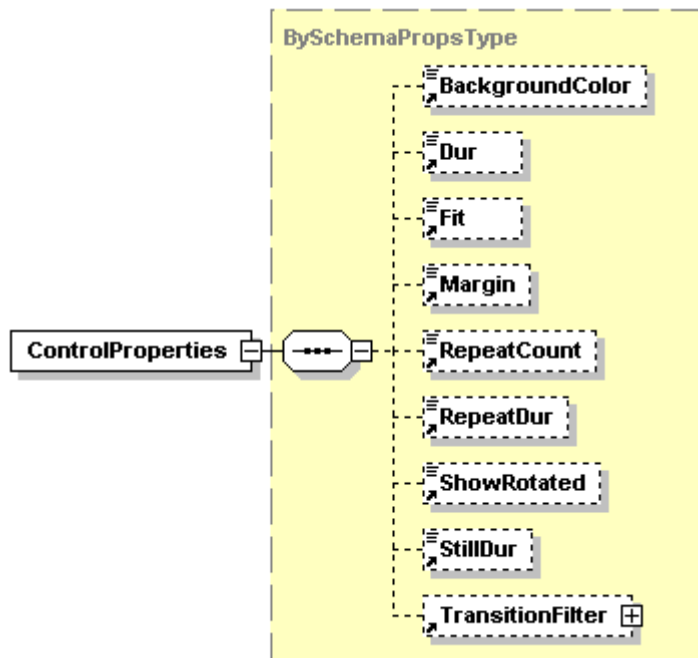 BySchemaPropsType
BackgroundColor
Dur
Fit
Margin
ControlProperties
RepeatCount
RepeatDur
ShowRotated
StillDur
TransitionFilter